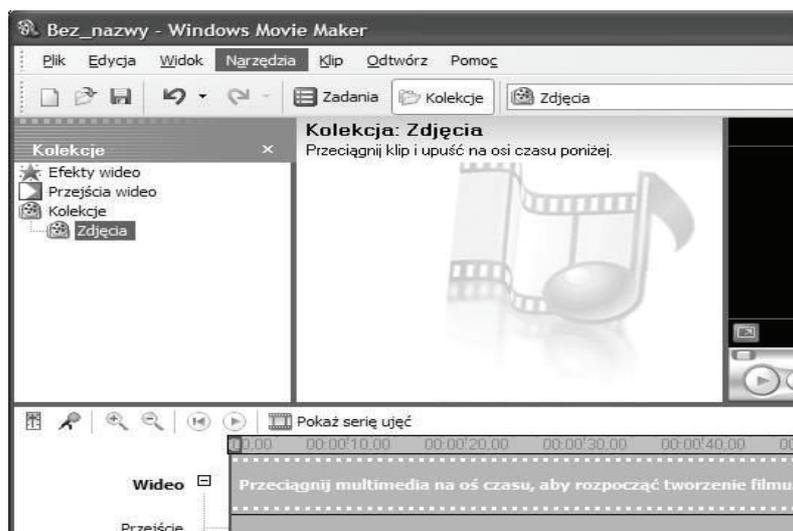 Bez_nazwy - Windows Movie Maker
Plik Edycja Widok Narzędzia Klip Odtwórz Pomoc
Zadania Kolekcje Zdjęcia
Kolekcje
Efekty wideo
Przejścia wideo
Kolekcje
Zdjęcia
Kolekcja: Zdjęcia
Przeciągnij klip i upuść na osi czasu poniżej.
Pokaż serię ujęć
00:00'10,00 00:00'20,00 00:00'30,00 00:00'40,00
Wideo
Przeciągnij multimedia na oś czasu, aby rozpocząć tworzenie filmu
Przejście